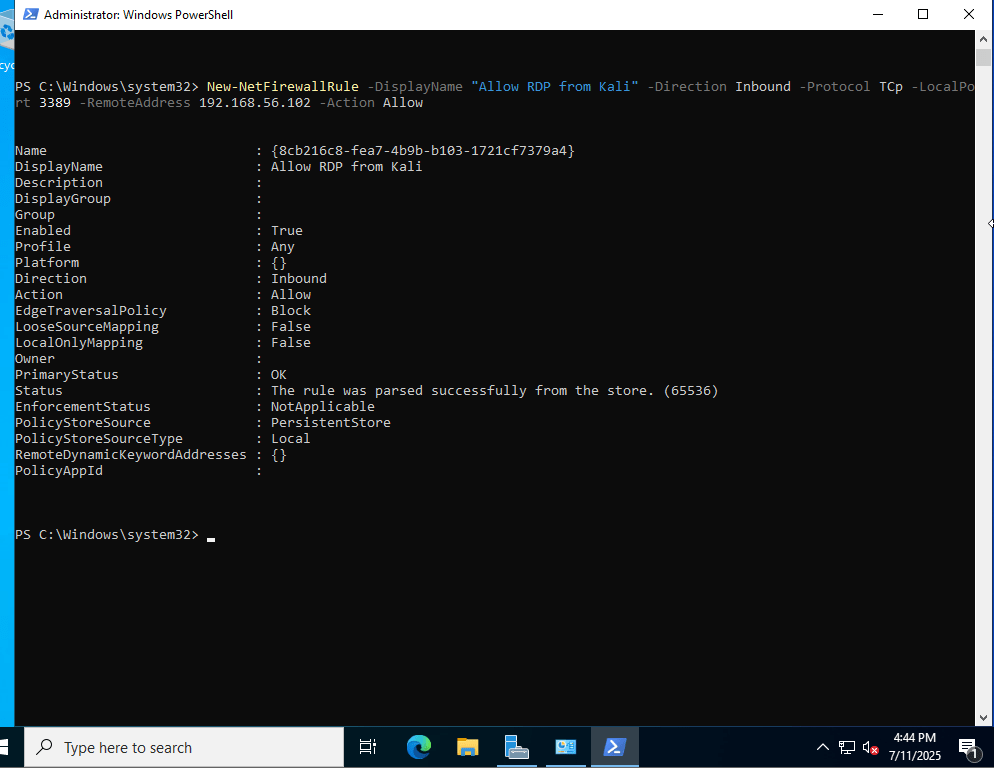 Administrator: Windows PowerShell
cyc
PS C:\Windows\system32> New-NetFirewallRule -DisplayName "Allow RDP from Kali" -Direction Inbound -Protocol TCp -LocalPo
rt 3389 -RemoteAddress 192.168.56.102 -Action Allow
Name                          : {8cb216c8-fea7-4b9b-b103-1721cf7379a4}
DisplayName                   : Allow RDP from Kali
Description                   :
DisplayGroup                  :
Group                         :
Enabled                       : True
Profile                       : Any
Platform                      : {}
Direction                     : Inbound
Action                        : Allow
EdgeTraversalPolicy           : Block
LooseSourceMapping            : False
LocalOnlyMapping              : False
Owner                         :
PrimaryStatus                 : OK
Status                        : The rule was parsed successfully from the store. (65536)
EnforcementStatus             : NotApplicable
PolicyStoreSource             : PersistentStore
PolicyStoreSourceType         : Local
RemoteDynamicKeywordAddresses : {}
PolicyAppId                   :
PS C:\Windows\system32>
Type here to search
4:44 PM
7/11/2025
1